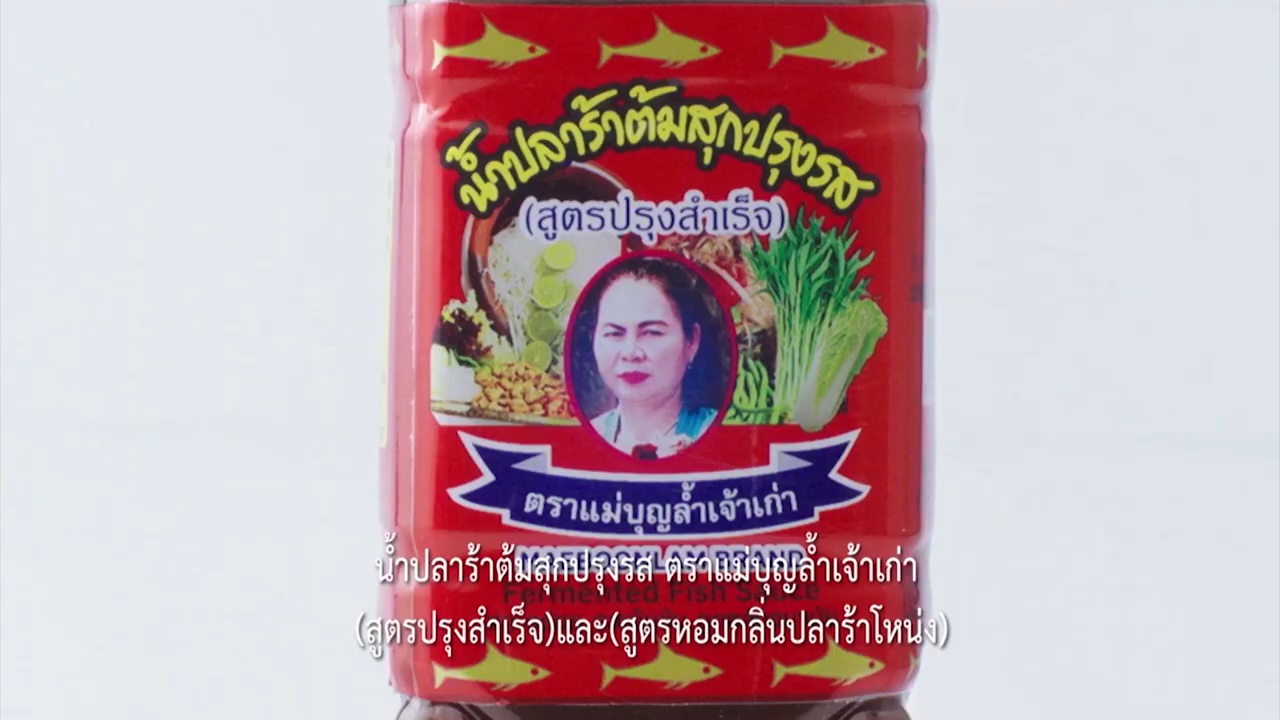 น้ำปลาร้าต้มสุกปรุงรส
(สูตรปรุงสำเร็จ)
ตราแม่บุญล้ำเจ้าเก่า
MAEBOONLAM BRAND
น้ำปลาร้าต้มสุกปรุงรส ตราแม่บุญล้ำเจ้าเก่า
Fermented Fish Sauce
(สูตรปรุงสำเร็จ)และ(สูตรหอมกลิ่นปลาร้าโหน่ง)